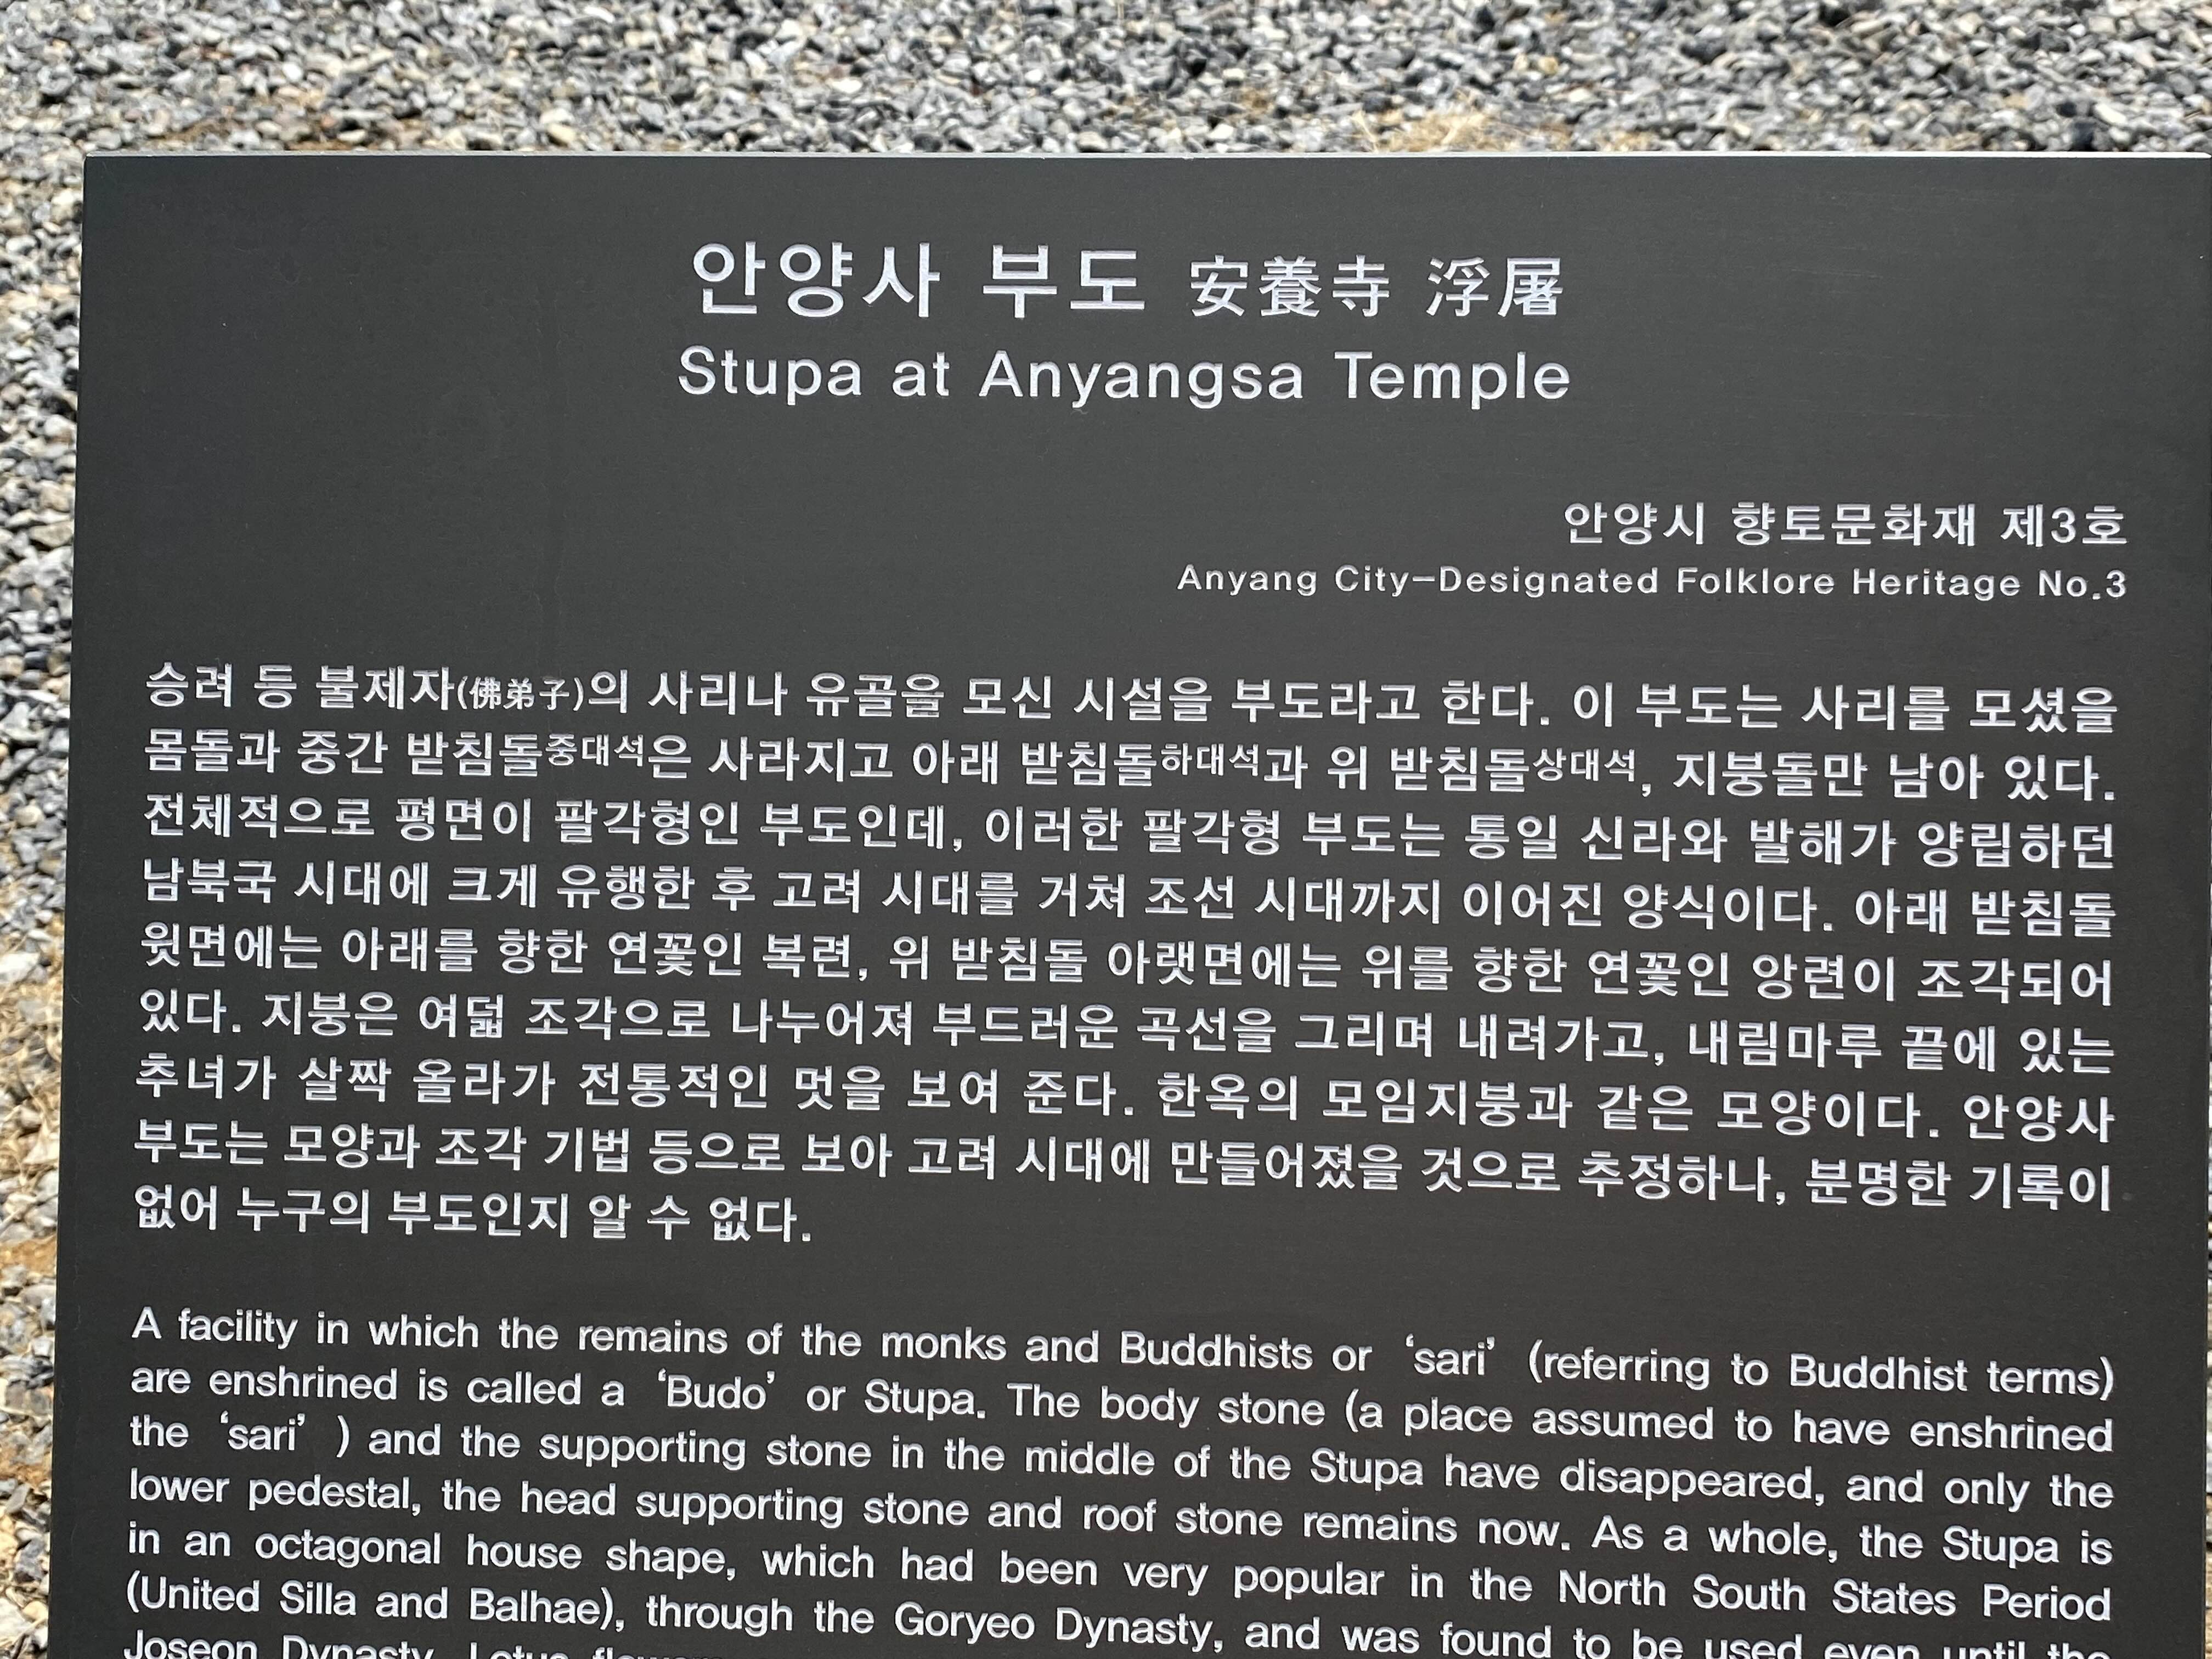 안양사 부도 安養寺 浮屠
Stupa at Anyangsa Temple
안양시 향토문화재 제3호
Anyang City-Designated Folklore Heritage No.3
승려 등 불제자(佛弟子)의 사리나 유골을 모신 시설을 부도라고 한다. 이 부도는 사리를 모셨을
몸돌과 중간 받침돌중대석은 사라지고 아래 받침돌하대석과 위 받침돌상대석, 지붕돌만 남아 있다.
전체적으로 평면이 팔각형인 부도인데, 이러한 팔각형 부도는 통일 신라와 발해가 양립하던
남북국 시대에 크게 유행한 후 고려 시대를 거쳐 조선 시대까지 이어진 양식이다. 아래 받침돌
윗면에는 아래를 향한 연꽃인 복련, 위 받침돌 아랫면에는 위를 향한 연꽃인 앙련이 조각되어
있다. 지붕은 여덟 조각으로 나누어져 부드러운 곡선을 그리며 내려가고, 내림마루 끝에 있는
추녀가 살짝 올라가 전통적인 멋을 보여 준다. 한옥의 모임지붕과 같은 모양이다. 안양사
부도는 모양과 조각 기법 등으로 보아 고려 시대에 만들어졌을 것으로 추정하나, 분명한 기록이
없어 누구의 부도인지 알 수 없다.
A facility in which the remains of the monks and Buddhists or ‘sari’ (referring to Buddhist terms)
are enshrined is called a ‘Budo’ or Stupa. The body stone (a place assumed to have enshrined
the ‘sari’ ) and the supporting stone in the middle of the Stupa have disappeared, and only the
lower pedestal, the head supporting stone and roof stone remains now. As a whole, the Stupa is
in an octagonal house shape, which had been very popular in the North South States Period
(United Silla and Balhae), through the Goryeo Dynasty, and was found to be used even until the
Joseon Dynasty. Lotus